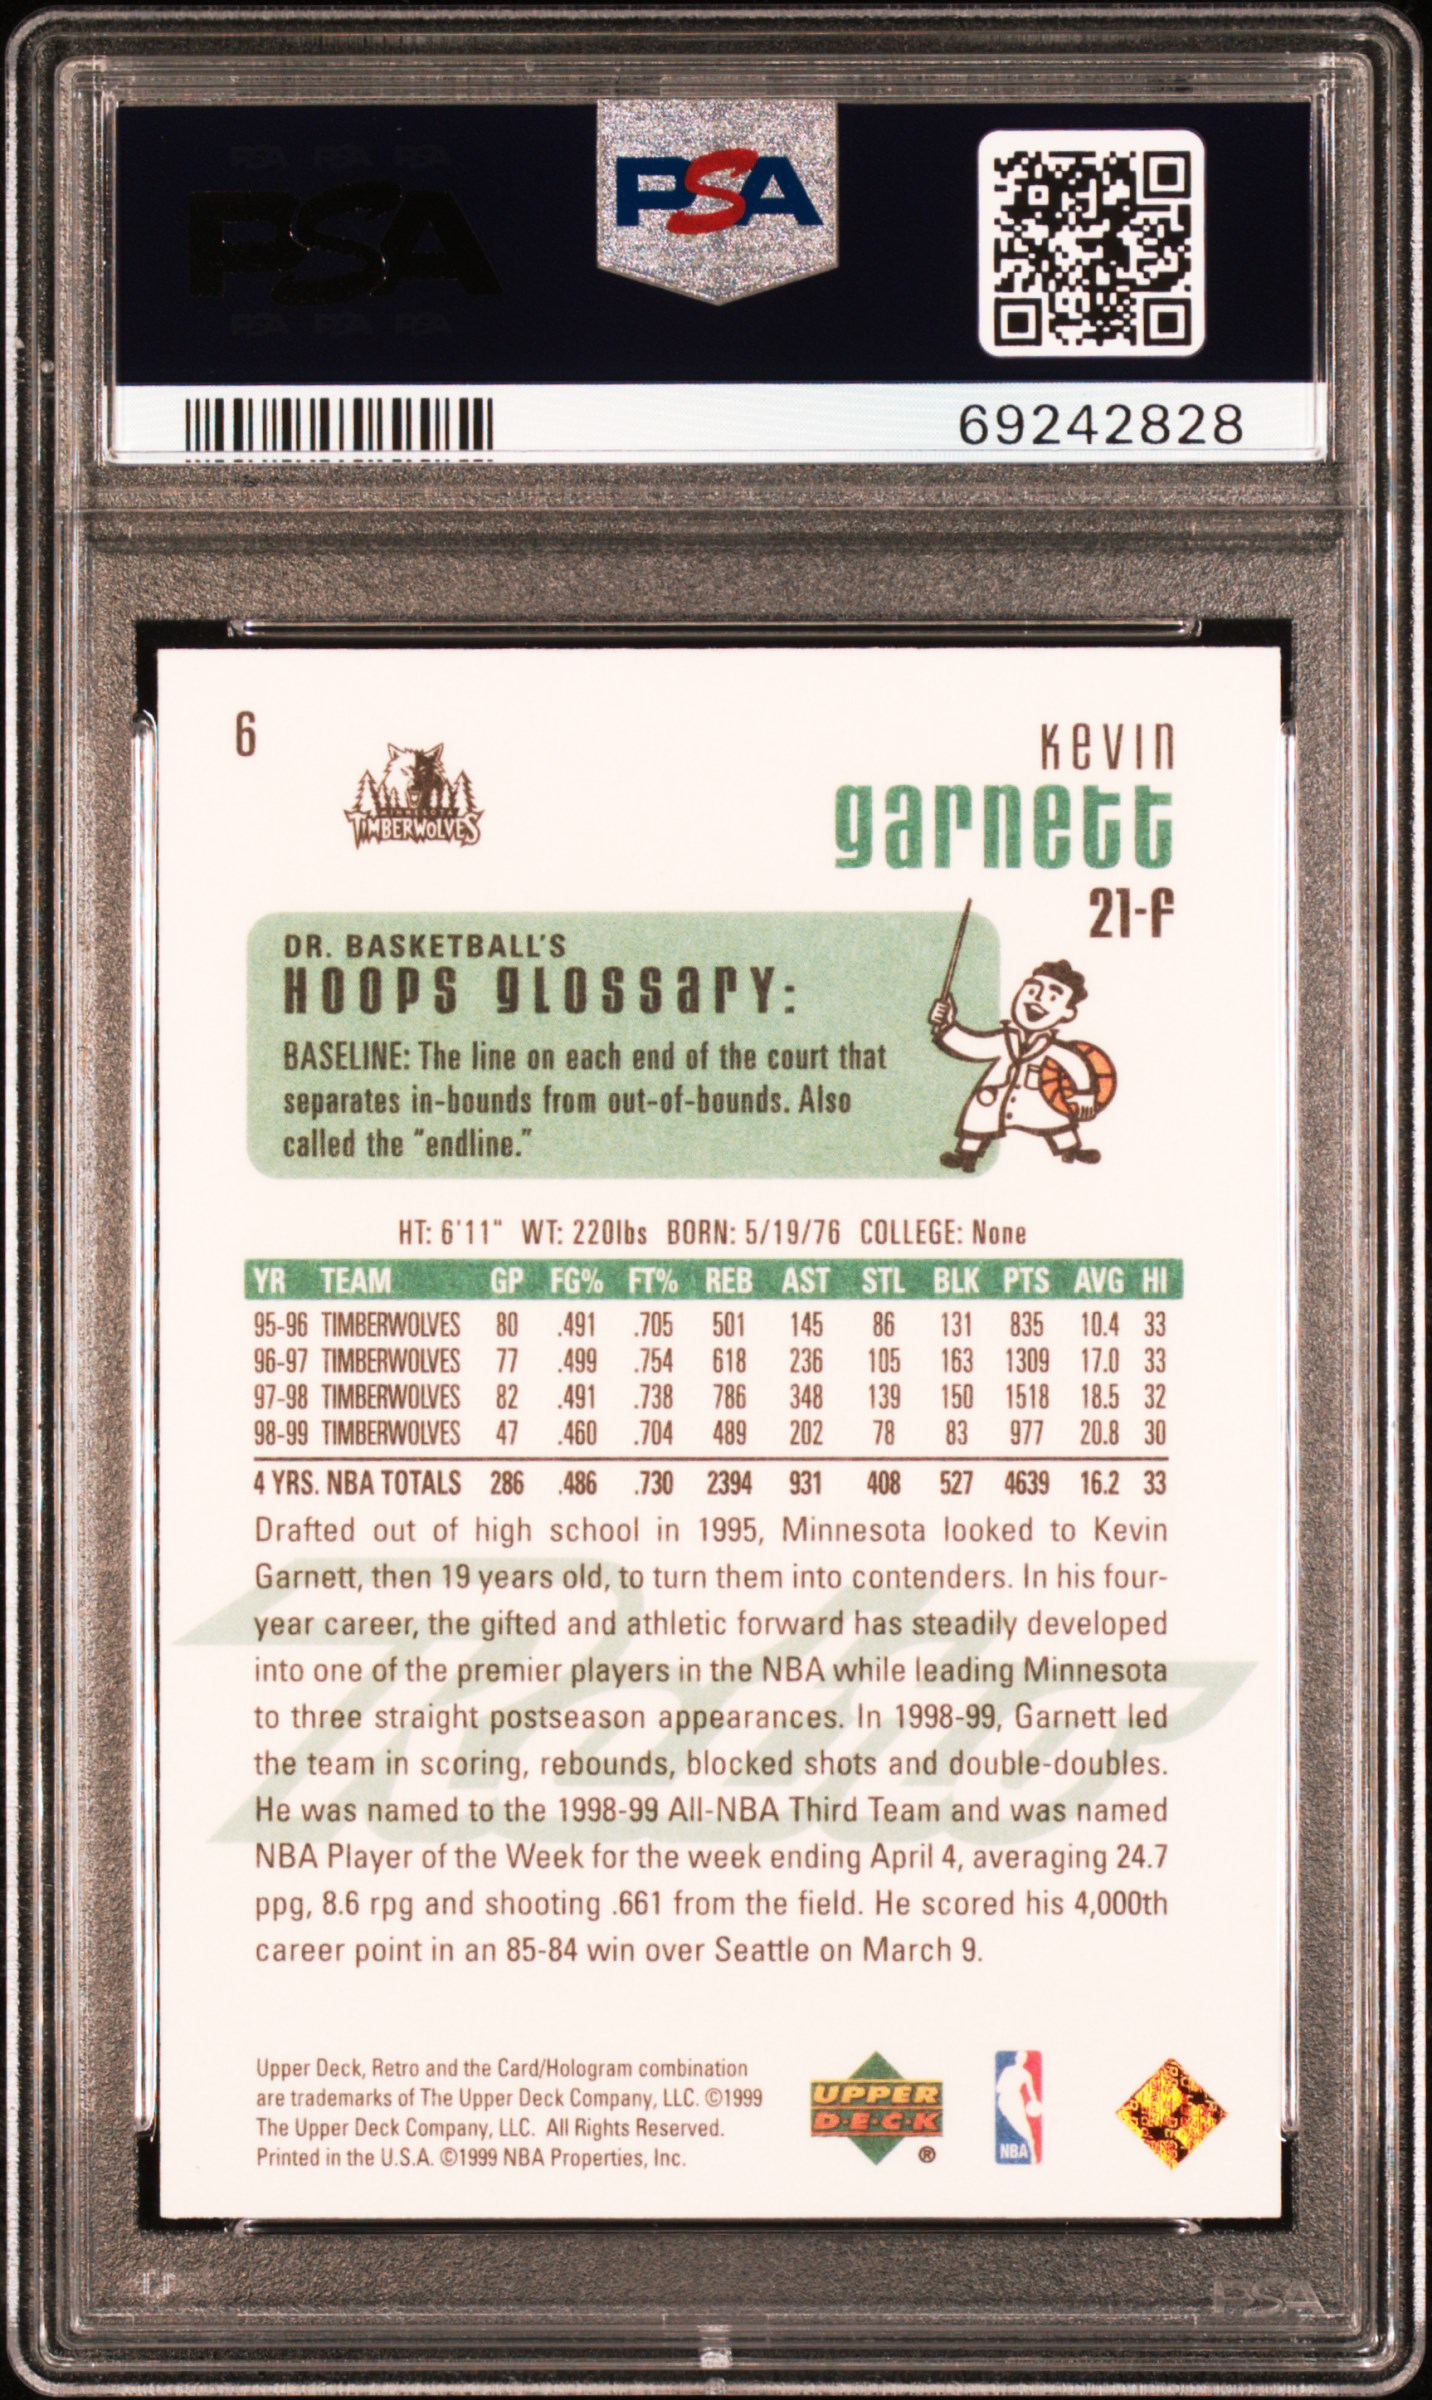 PSA PSA PSA
PSA
PSA PSA PSA
PSA
69242828
6
MINNESOTA
TIMBERWOLVES
KEVIN
garnett
21-F
DR. BASKETBALL'S
HOOPS GLOSSARY:
BASELINE: The line on each end of the court that
separates in-bounds from out-of-bounds. Also
called the "endline."
HT: 6'11" WT: 220lbs BORN: 5/19/76 COLLEGE: None
YR TEAM GP FG% FT% REB AST STL BLK PTS AVG HI
95-96 TIMBERWOLVES 80 .491 .705 501 145 86 131 835 10.4 33
96-97 TIMBERWOLVES 77 .499 .754 618 236 105 163 1309 17.0 33
97-98 TIMBERWOLVES 82 .491 .738 786 348 139 150 1518 18.5 32
98-99 TIMBERWOLVES 47 .460 .704 489 202 78 83 977 20.8 30
4 YRS. NBA TOTALS 286 .486 .730 2394 931 408 527 4639 16.2 33
Retro
Drafted out of high school in 1995, Minnesota looked to Kevin
Garnett, then 19 years old, to turn them into contenders. In his four-
year career, the gifted and athletic forward has steadily developed
into one of the premier players in the NBA while leading Minnesota
to three straight postseason appearances. In 1998-99, Garnett led
the team in scoring, rebounds, blocked shots and double-doubles.
He was named to the 1998-99 All-NBA Third Team and was named
NBA Player of the Week for the week ending April 4, averaging 24.7
ppg, 8.6 rpg and shooting .661 from the field. He scored his 4,000th
career point in an 85-84 win over Seattle on March 9.
Upper Deck, Retro and the Card/Hologram combination
are trademarks of The Upper Deck Company, LLC. ©1999
The Upper Deck Company, LLC. All Rights Reserved.
Printed in the U.S.A. ©1999 NBA Properties, Inc.
UPPER
D·E·C·K
®
NBA
PSA